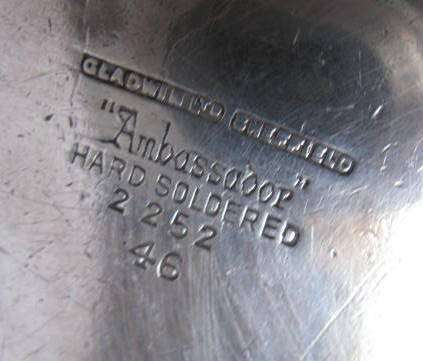 GLADWIN LTD SHEFFIELD
"Ambassador"
HARD SOLDERED
2252
46